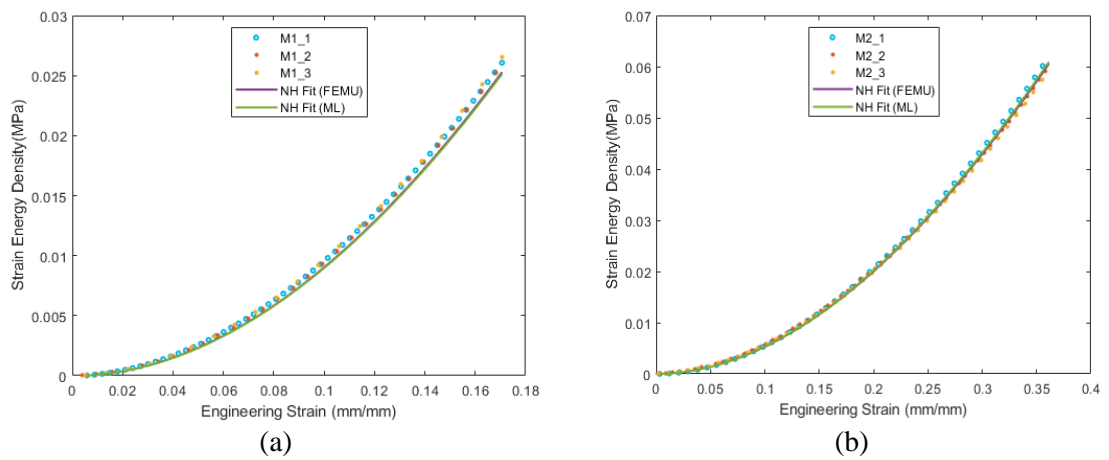 0.03
0.025
0.02
0.015
0.01
0.005
0
0 0.02 0.04 0.06 0.08 0.1 0.12 0.14 0.16 0.18
Strain Energy Density(MPa)
Engineering Strain (mm/mm)
M1_1
M1_2
M1_3
NH Fit (FEMU)
NH Fit (ML)
(a)
0.07
0.06
0.05
0.04
0.03
0.02
0.01
0
0 0.05 0.1 0.15 0.2 0.25 0.3 0.35 0.4
Strain Energy Density(MPa)
Engineering Strain (mm/mm)
M2_1
M2_2
M2_3
NH Fit (FEMU)
NH Fit (ML)
(b)